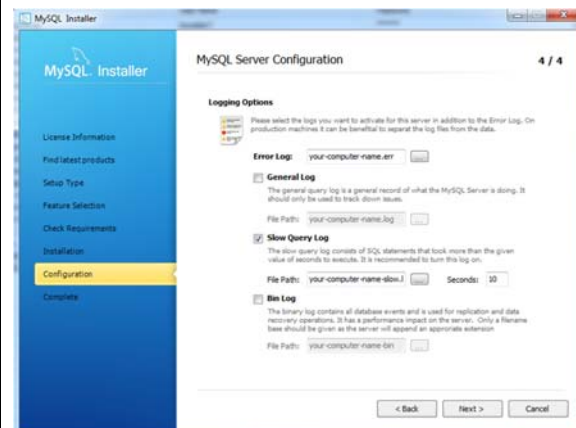 MySQL Installer
MySQL. Installer
License Information
Find latest products
Setup Type
Feature Selection
Check Requirements
Installation
Configuration
Complete
MySQL Server Configuration
4 / 4
Logging Options
Please select the logs you want to activate for this server in addition to the Error Log. On
production machines it can be benefitial to separat the log files from the data.
Error Log: your-computer-name.err ...
General Log
The general query log is a general record of what the MySQL Server is doing. It
should only be used to track down issues.
File Path: your-computer-name.log ...
Slow Query Log
The slow query log consists of SQL statements that took more than the given
value of seconds to execute. It is recommended to turn this log on.
File Path: your-computer-name-slow.l ... Seconds: 10
Bin Log
The binary log contains all database events and is used for replication and data
recovery operations. It has a performance impact on the server. Only a filename
base should be given as the server will append an approriate extension
File Path: your-computer-name-bin ...
< Back Next > Cancel